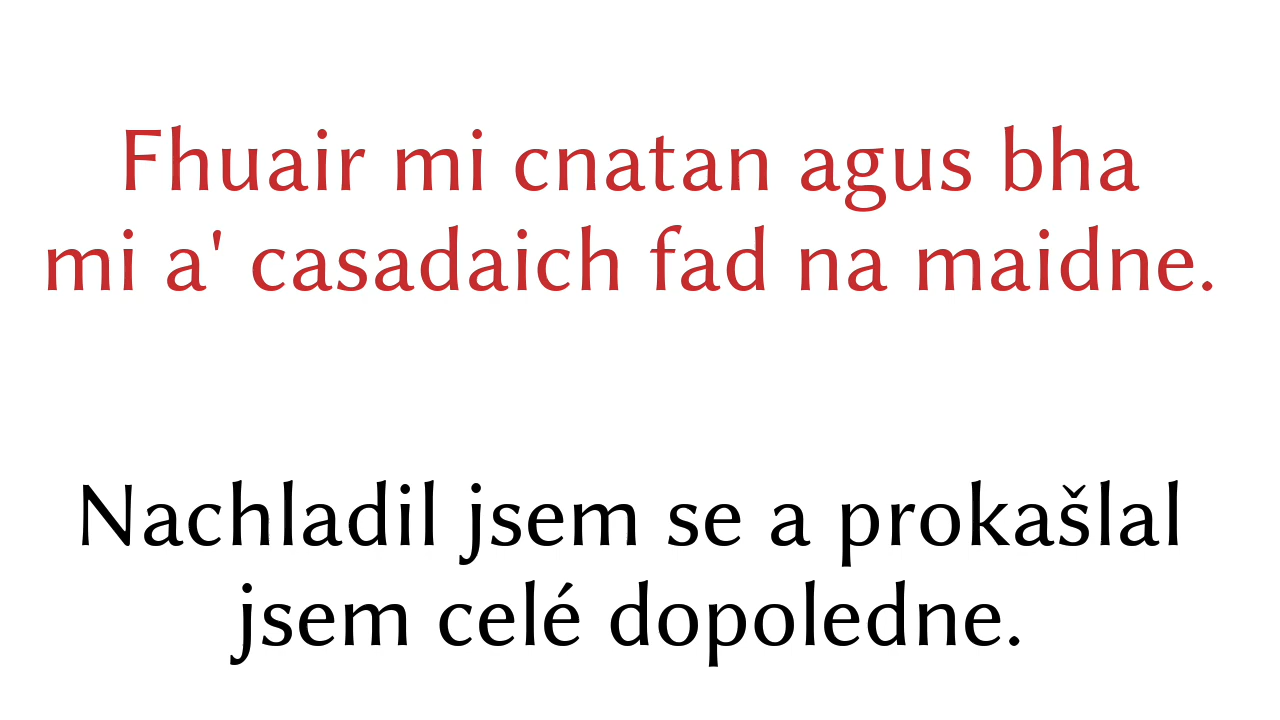 Fhuair mi cnatan agus bha
mi a' casadaich fad na maidne.
Nachladil jsem se a prokašlal
jsem celé dopoledne.